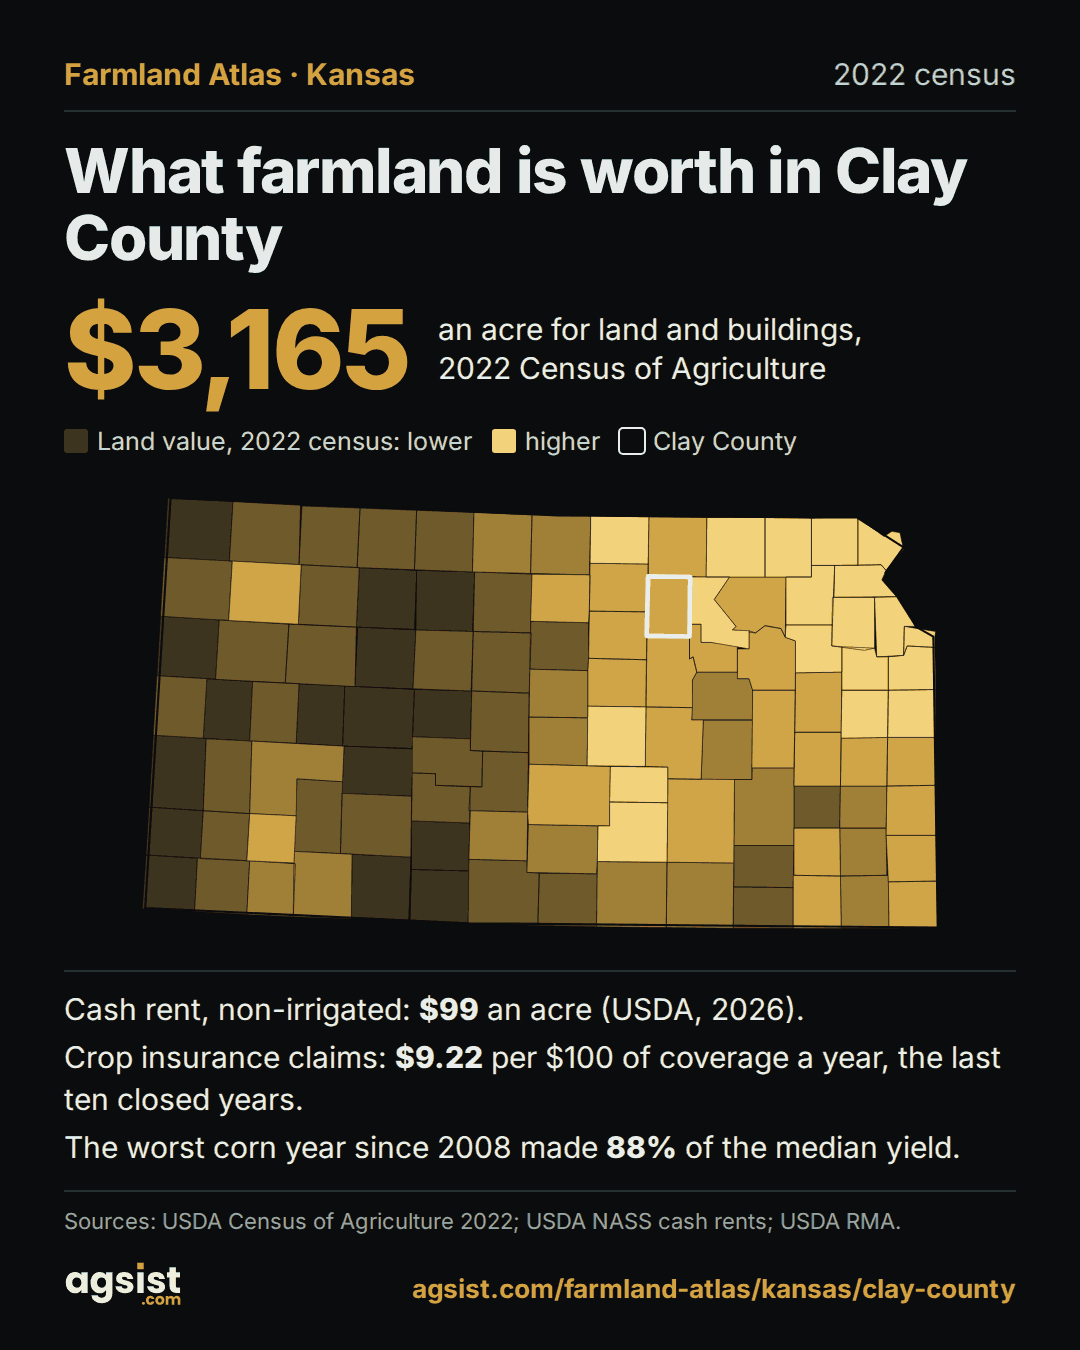 Farmland Atlas · Kansas
2022 census
What farmland is worth in Clay
County
$3,165
an acre for land and buildings,
2022 Census of Agriculture
Land value, 2022 census: lower
higher
Clay County
Cash rent, non-irrigated: $99 an acre (USDA, 2026).
Crop insurance claims: $9.22 per $100 of coverage a year, the last
ten closed years.
The worst corn year since 2008 made 88% of the median yield.
Sources: USDA Census of Agriculture 2022; USDA NASS cash rents; USDA RMA.
agsist
.com
agsist.com/farmland-atlas/kansas/clay-county